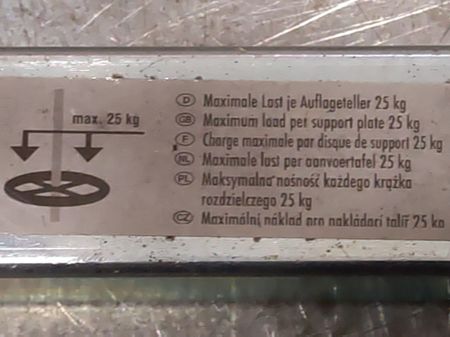 max. 25 kg
D Maximale Last je Auflageteller 25 kg
GB Maximum load pet support plate 25 kg
F Charge maximale par disque de support 25 kg
NL Maximale last per aanvoertafel 25 kg
PL Maksymalna nośność każdego krążka
rozdzielczego 25 kg
CZ Maximální náklad pro nakládací talíř 25 kg